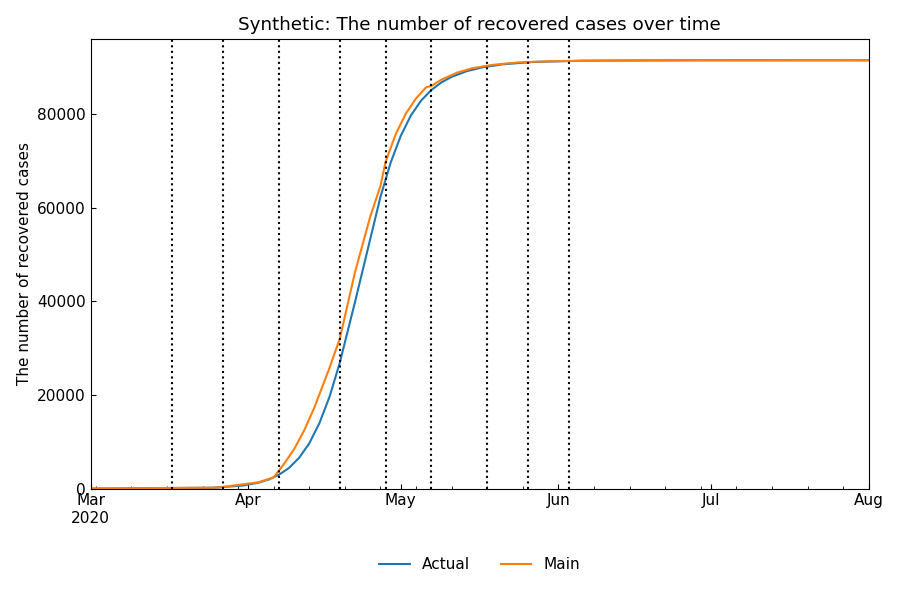 Synthetic: The number of recovered cases over time
The number of recovered cases
80000
60000
40000
20000
0
Mar Apr May Jun Jul Aug
2020
Actual Main